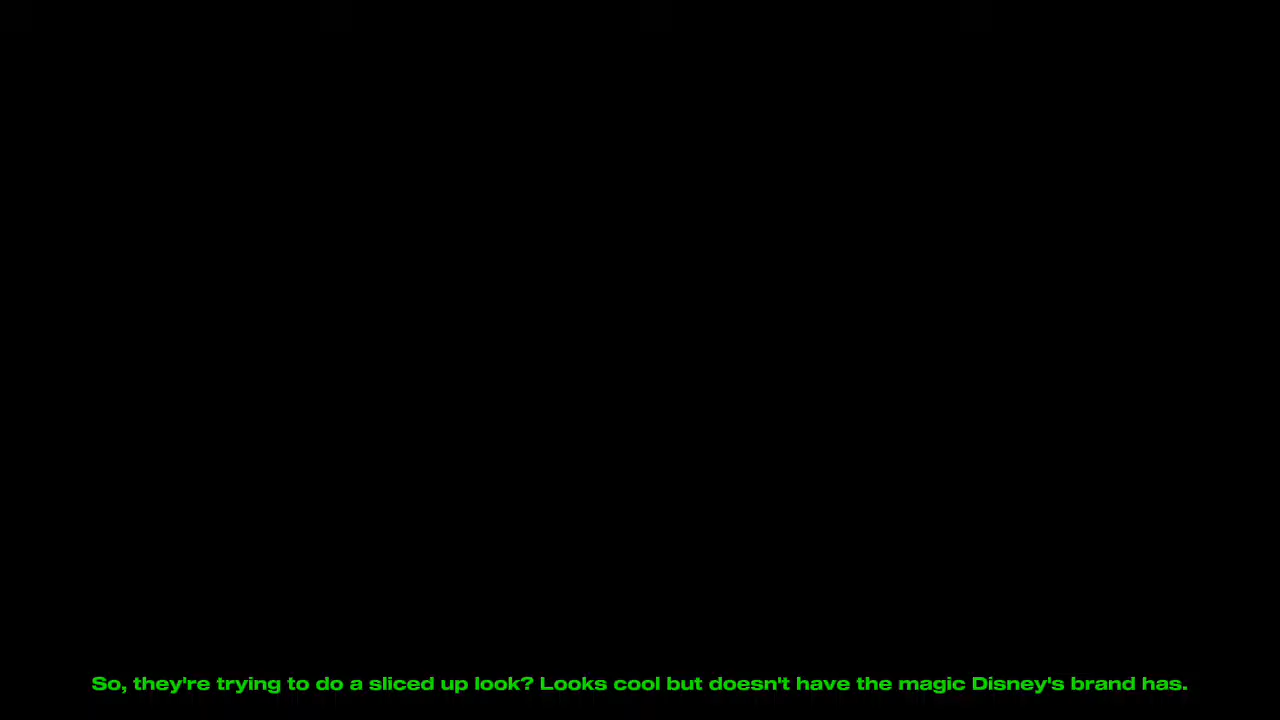 So, they're trying to do a sliced up look? Looks cool but doesn't have the magic Disney's brand has.